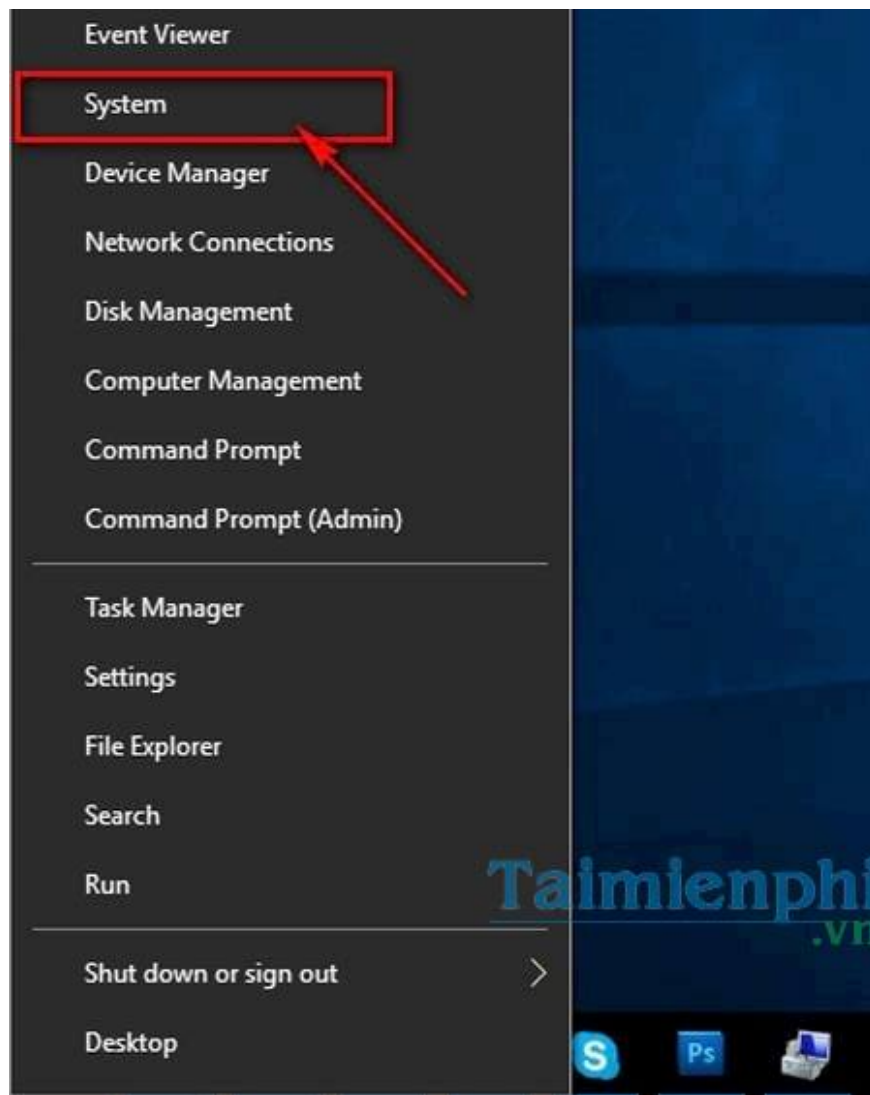 Event Viewer
System
Device Manager
Network Connections
Disk Management
Computer Management
Command Prompt
Command Prompt (Admin)
Task Manager
Settings
File Explorer
Search
Run
Taimienphi
.vn
Shut down or sign out
Desktop
S
Ps